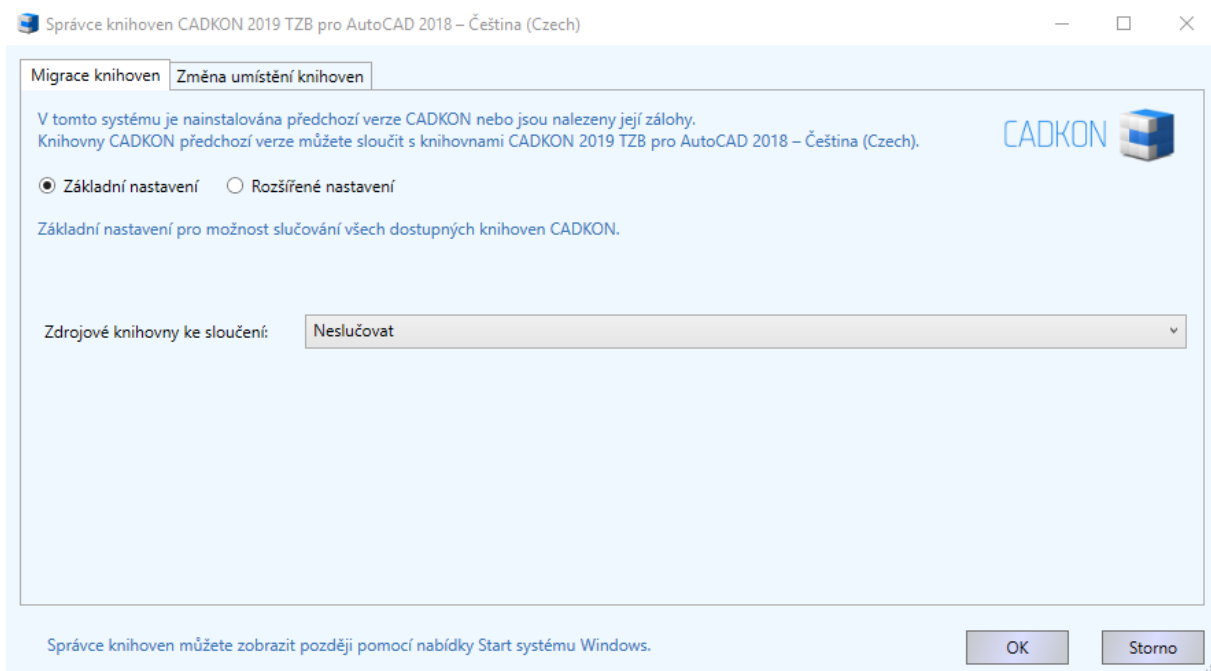 Správce knihoven CADKON 2019 TZB pro AutoCAD 2018 – Čeština (Czech)
Migrace knihoven
Změna umístění knihoven
V tomto systému je nainstalována předchozí verze CADKON nebo jsou nalezeny její zálohy.
Knihovny CADKON předchozí verze můžete sloučit s knihovnami CADKON 2019 TZB pro AutoCAD 2018 – Čeština (Czech).
CADKON
Základní nastavení
Rozšířené nastavení
Základní nastavení pro možnost slučování všech dostupných knihoven CADKON.
Zdrojové knihovny ke sloučení:
Neslučovat
Správce knihoven můžete zobrazit později pomocí nabídky Start systému Windows.
OK
Storno